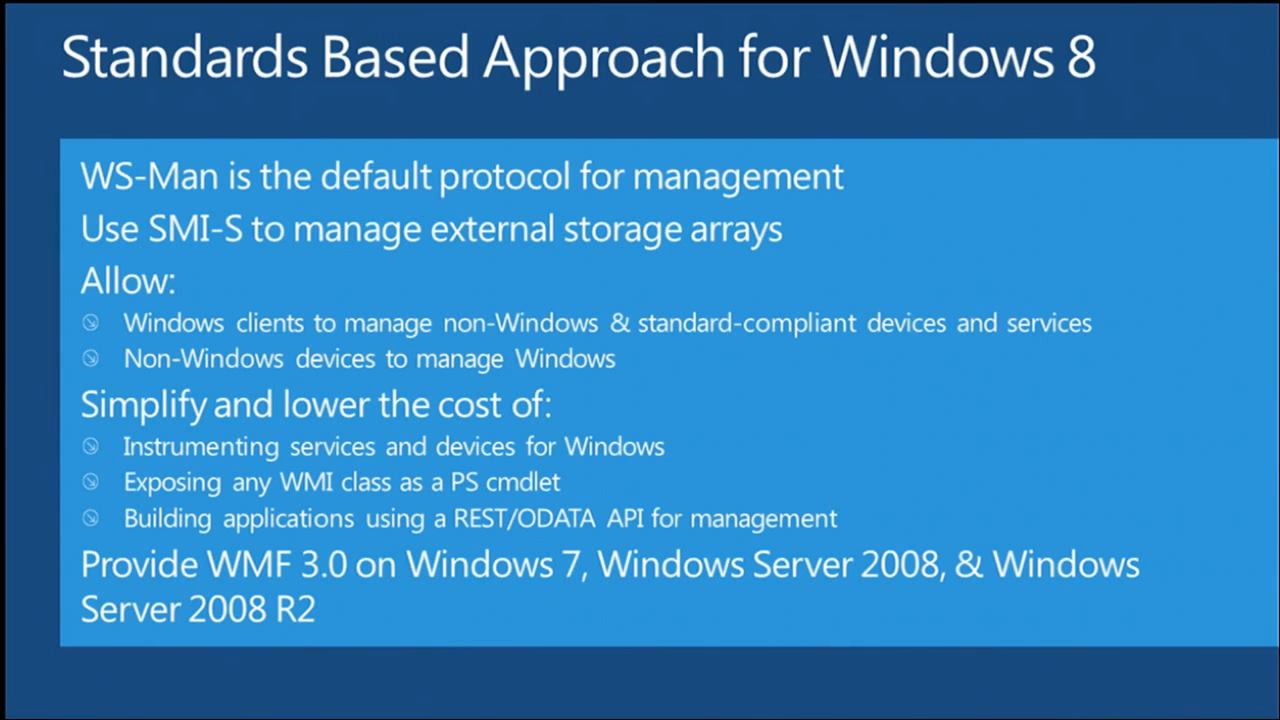 Standards Based Approach for Windows 8
WS-Man is the default protocol for management
Use SMI-S to manage external storage arrays
Allow:
Windows clients to manage non-Windows & standard-compliant devices and services
Non-Windows devices to manage Windows
Simplify and lower the cost of:
Instrumenting services and devices for Windows
Exposing any WMI class as a PS cmdlet
Building applications using a REST/ODATA API for management
Provide WMF 3.0 on Windows 7, Windows Server 2008, & Windows
Server 2008 R2